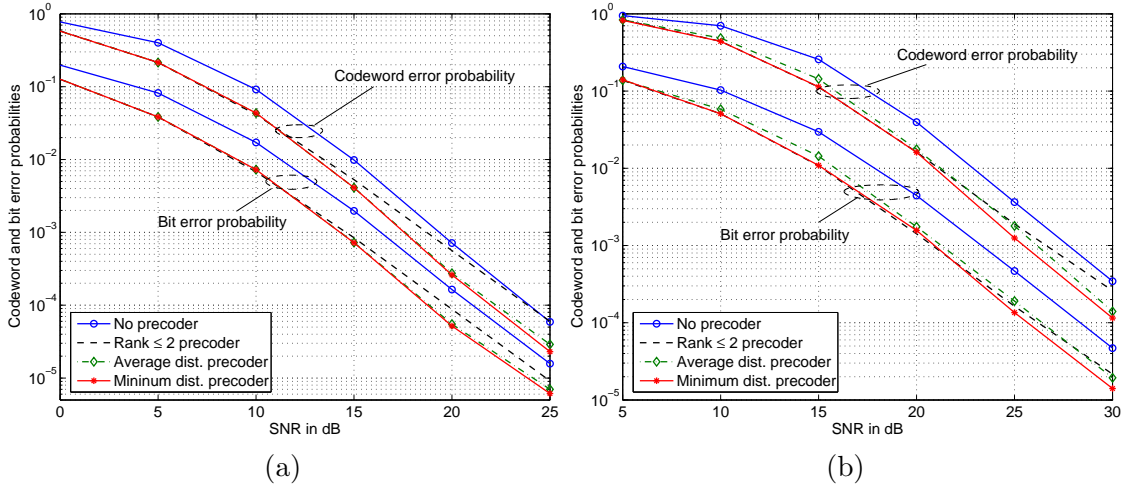 10^0
10^-1
10^-2
10^-3
10^-4
10^-5
Codeword and bit error probabilities
Codeword error probability
Bit error probability
No precoder
Rank ≤ 2 precoder
Average dist. precoder
Mininum dist. precoder
0 5 10 15 20 25
SNR in dB
(a)
10^0
10^-1
10^-2
10^-3
10^-4
10^-5
Codeword and bit error probabilities
Codeword error probability
Bit error probability
No precoder
Rank ≤ 2 precoder
Average dist. precoder
Minimum dist. precoder
5 10 15 20 25 30
SNR in dB
(b)